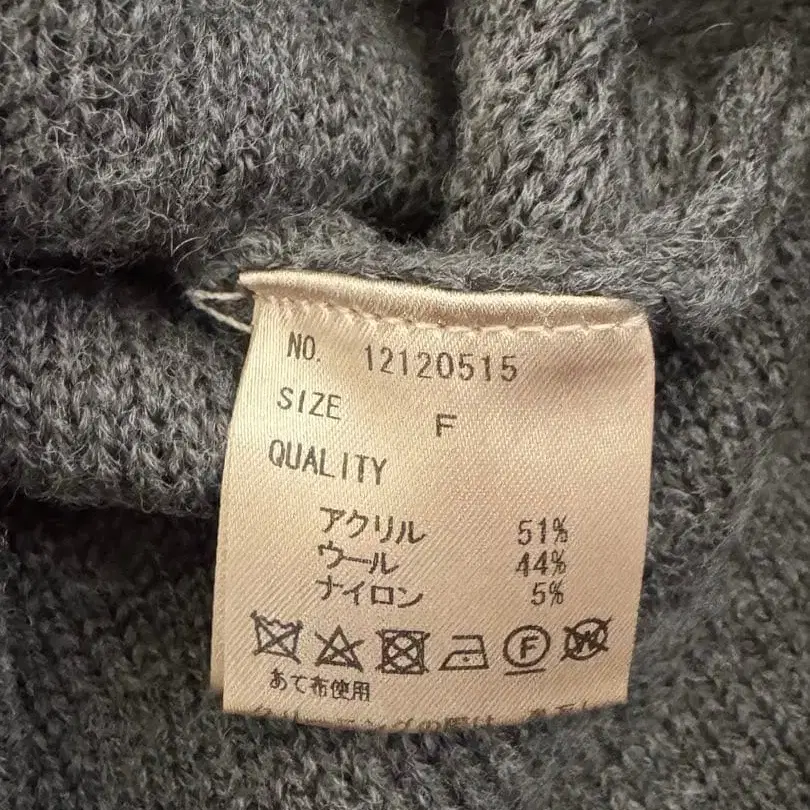 NO. 12120515
SIZE F
QUALITY
アクリル 51%
ウール 44%
ナイロン 5%
F W
あて布使用